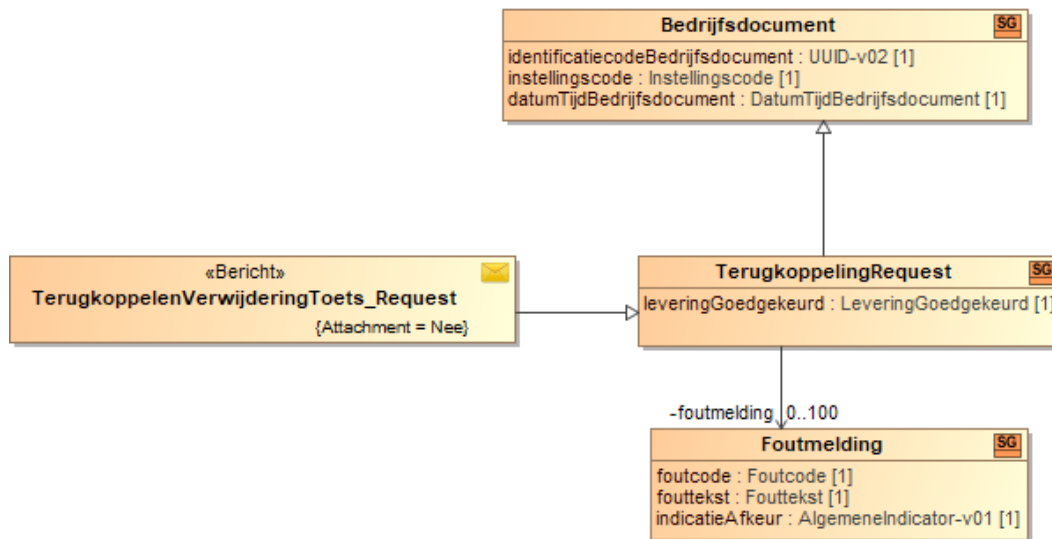 Bedrijfsdocument
SG
identificatiecodeBedrijfsdocument : UUID-v02 [1]
instellingscode : Instellingscode [1]
datumTijdBedrijfsdocument : DatumTijdBedrijfsdocument [1]
«Bericht»
TerugkoppelenVerwijderingToets_Request
{Attachment = Nee}
TerugkoppelingRequest
SG
leveringGoedgekeurd : LeveringGoedgekeurd [1]
-foutmelding 0..100
Foutmelding
SG
foutcode : Foutcode [1]
fouttekst : Fouttekst [1]
indicatieAfkeur : AlgemeneIndicator-v01 [1]